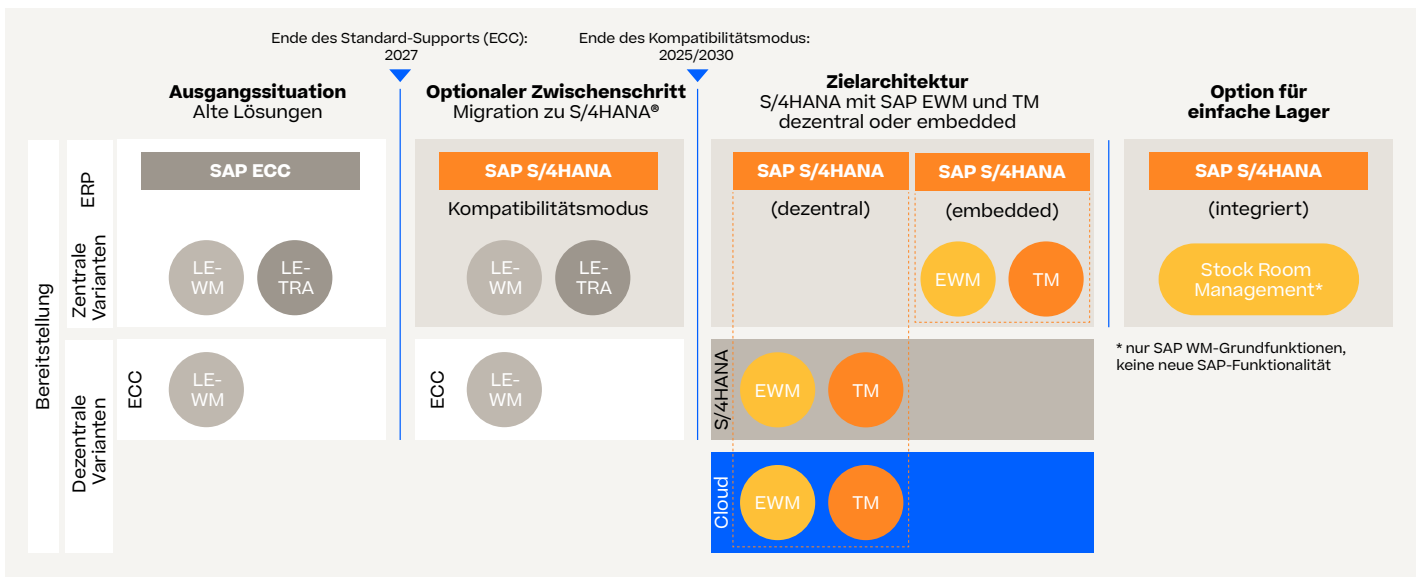 Ende des Standard-Supports (ECC):
2027
Ende des Kompatibilitätsmodus:
2025/2030
Ausgangssituation
Alte Lösungen
Optionaler Zwischenschritt
Migration zu S/4HANA®
Zielarchitektur
S/4HANA mit SAP EWM und TM
dezentral oder embedded
Option für
einfache Lager
Bereitstellung
ERP
Zentrale
Varianten
SAP ECC
LE-
WM
LE-
TRA
SAP S/4HANA
Kompatibilitätsmodus
LE-
WM
LE-
TRA
SAP S/4HANA
(dezentral)
SAP S/4HANA
(embedded)
EWM
TM
SAP S/4HANA
(integriert)
Stock Room
Management*
* nur SAP WM-Grundfunktionen,
keine neue SAP-Funktionalität
Dezentrale
Varianten
ECC
LE-
WM
ECC
LE-
WM
S/4HANA
EWM
TM
Cloud
EWM
TM